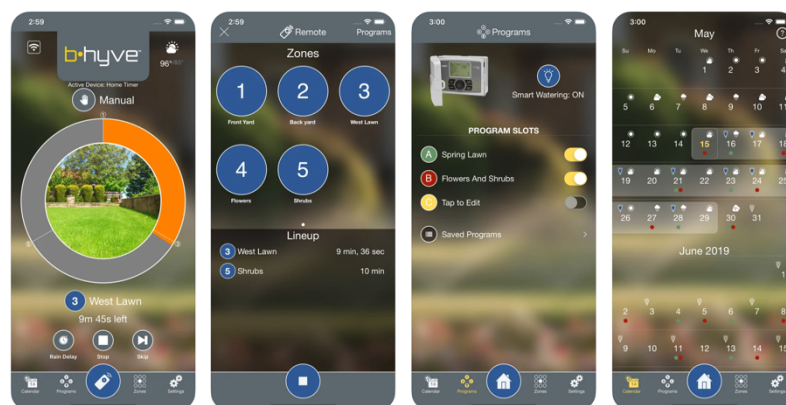 2:59
b·hyve
96°/60°
Active Device: Home Timer
Manual
1
5
3
3 West Lawn
9m 45s left
Rain Delay Stop Skip
Calendar Programs Zones Settings
2:59
Remote Programs
Zones
1 2 3
Front Yard Back yard West Lawn
4 5
Flowers Shrubs
Lineup
3 West Lawn 9 min, 36 sec
5 Shrubs 10 min
3:00
Programs
Smart Watering: ON
PROGRAM SLOTS
A Spring Lawn
B Flowers And Shrubs
C Tap to Edit
Saved Programs
Calendar Programs Zones Settings
3:00
May
?
Su Mo Tu We Th Fr Sa
1 2 3 4
5 6 7 8 9 10 11
12 13 14 15 16 17 18
19 20 21 22 23 24 25
26 27 28 29 30 31
June 2019
1
2 3 4 5 6 7 8
9 10 11 12 13 14 15
Calendar Programs Zones Settings